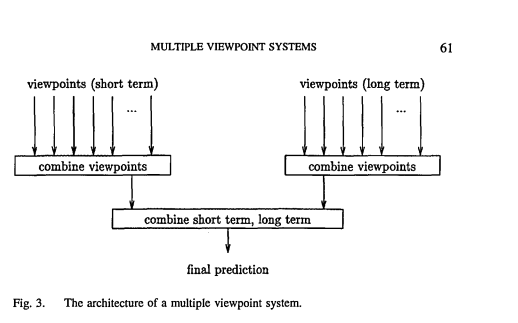 MULTIPLE VIEWPOINT SYSTEMS 61
viewpoints (short term) viewpoints (long term)
... ...
combine viewpoints combine viewpoints
combine short term, long term
final prediction
Fig. 3. The architecture of a multiple viewpoint system.